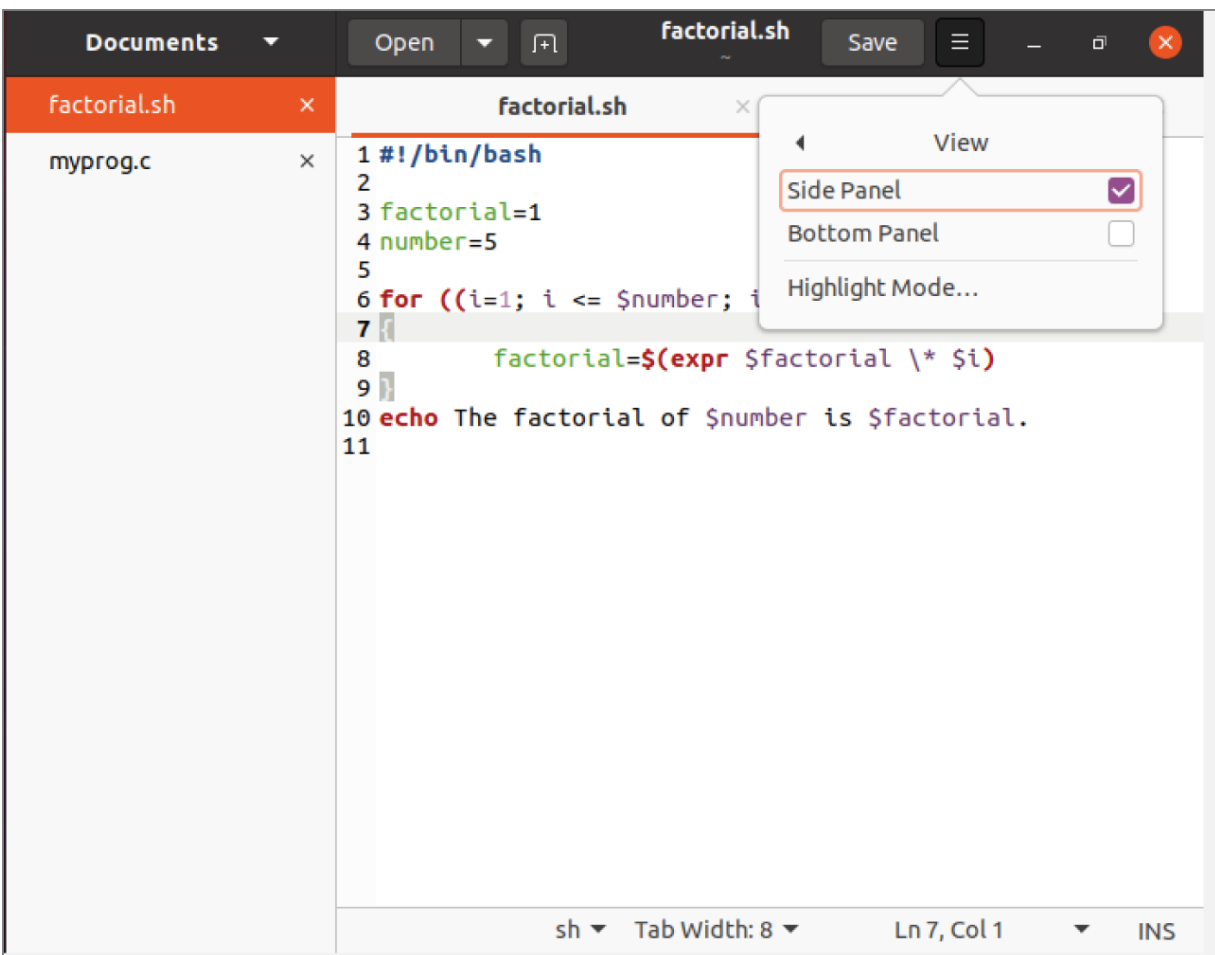 Documents Open factorial.sh Save
~
factorial.sh × factorial.sh ×
myprog.c ×
View
Side Panel
Bottom Panel
Highlight Mode...
1 #!/bin/bash
2
3 factorial=1
4 number=5
5
6 for ((i=1; i <= $number; i
7 {
8         factorial=$(expr $factorial \* $i)
9 }
10 echo The factorial of $number is $factorial.
11
sh Tab Width: 8 Ln 7, Col 1 INS